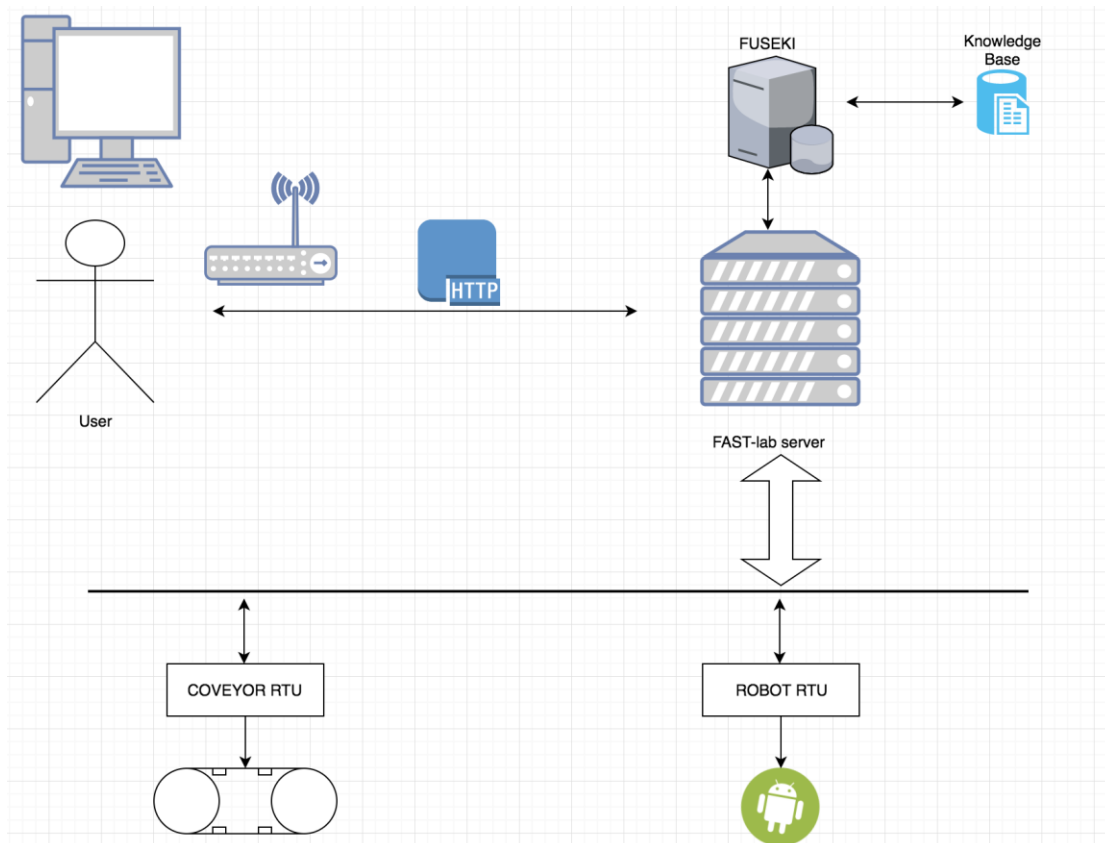 FUSEKI
Knowledge
Base
HTTP
User
FAST-lab server
COVEYOR RTU
ROBOT RTU